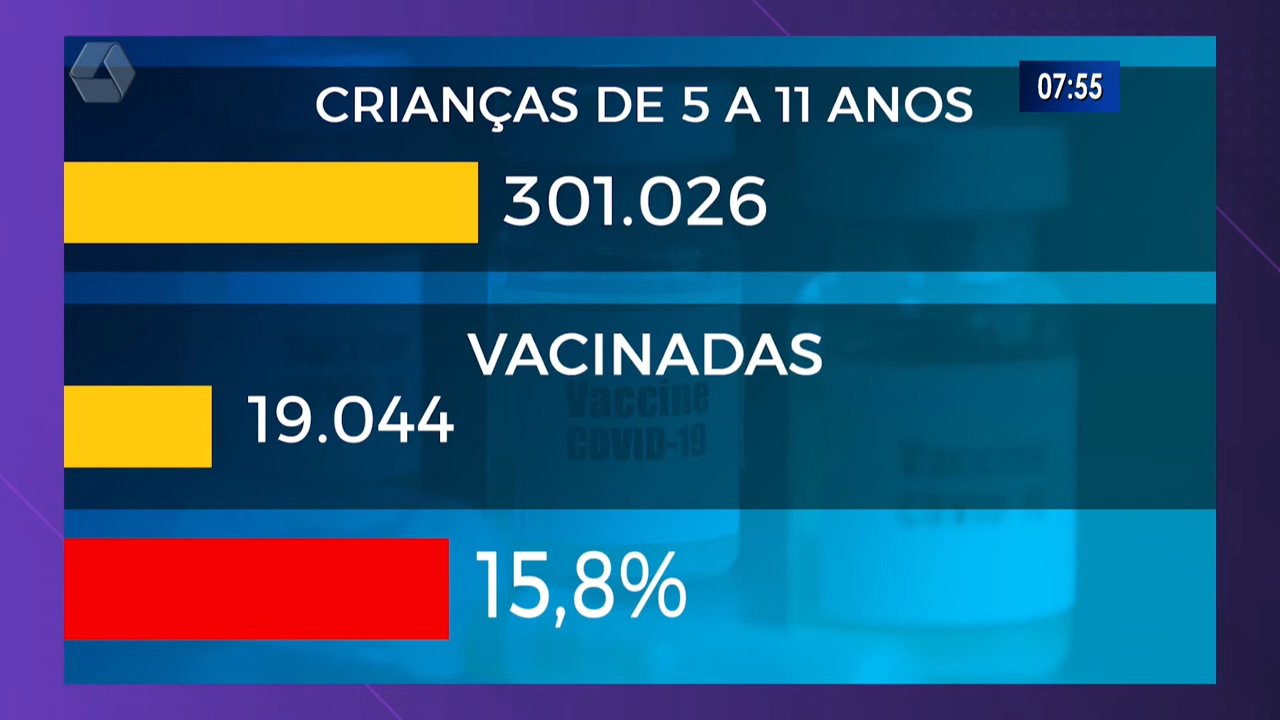 CRIANÇAS DE 5 A 11 ANOS
07:55
301.026
VACINADAS
19.044
Vaccine
COVID-19
15,8%